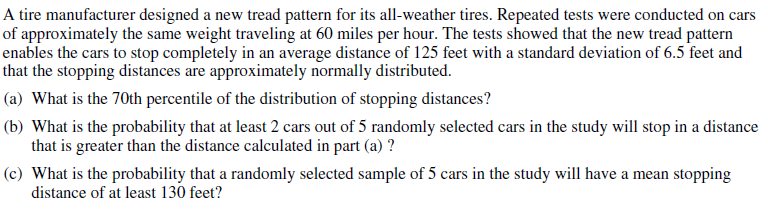 A tire manufacturer designed a new tread pattern for its all-weather tires. Repeated tests were conducted on cars
of approximately the same weight traveling at 60 miles per hour. The tests showed that the new tread pattern
enables the cars to stop completely in an average distance of 125 feet with a standard deviation of 6.5 feet and
that the stopping distances are approximately normally distributed.
(a) What is the 70th percentile of the distribution of stopping distances?
(b) What is the probability that at least 2 cars out of 5 randomly selected cars in the study will stop in a distance
that is greater than the distance calculated in part (a) ?
(c) What is the probability that a randomly selected sample of 5 cars in the study will have a mean stopping
distance of at least 130 feet?